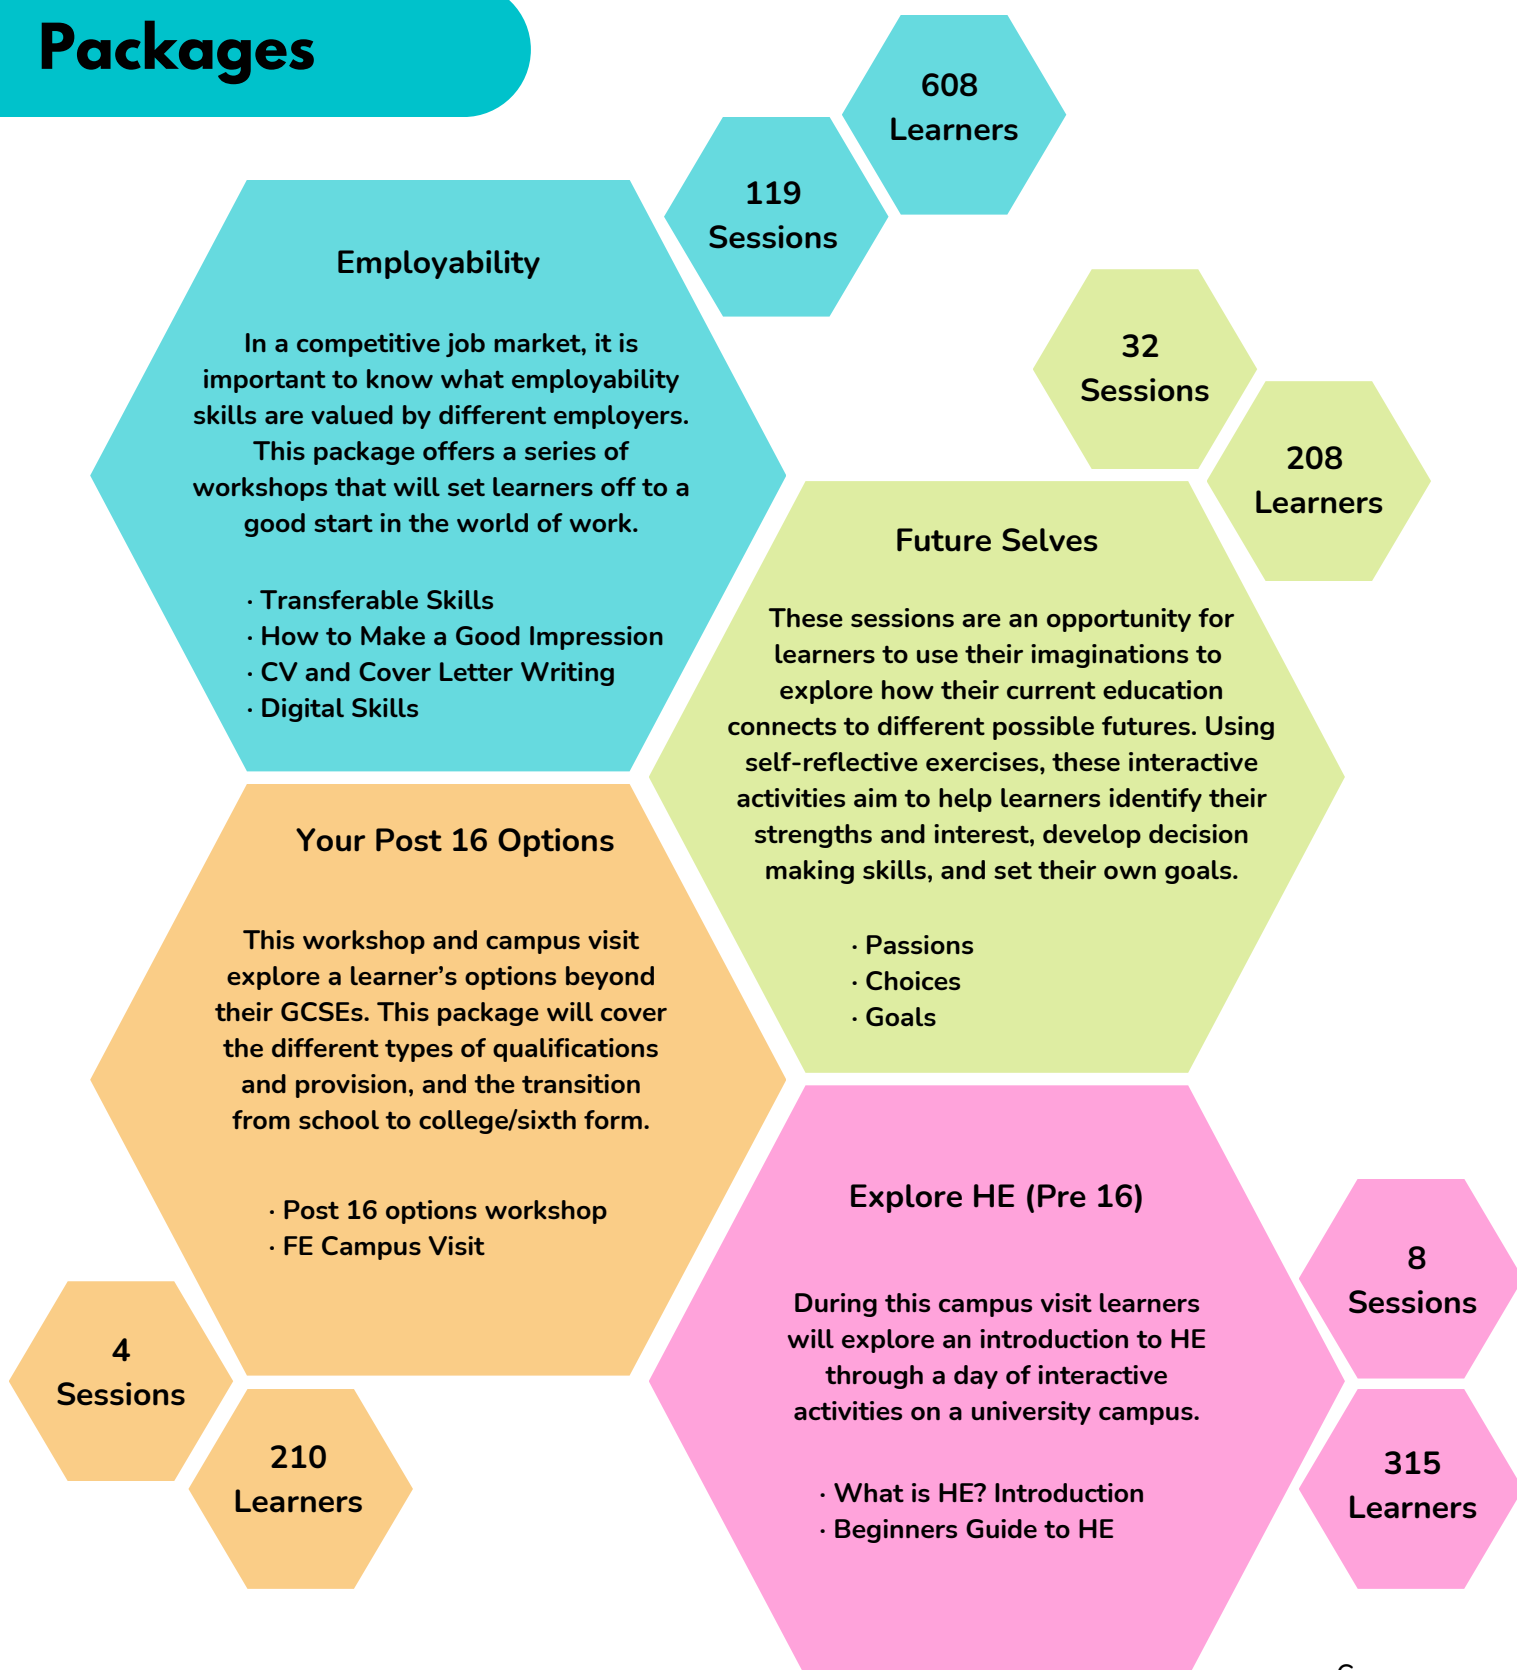 Packages
608
Learners
119
Sessions
Employability
In a competitive job market, it is
important to know what employability
skills are valued by different employers.
This package offers a series of
workshops that will set learners off to a
good start in the world of work.
· Transferable Skills
· How to Make a Good Impression
· CV and Cover Letter Writing
· Digital Skills
32
Sessions
208
Learners
Future Selves
These sessions are an opportunity for
learners to use their imaginations to
explore how their current education
connects to different possible futures. Using
self-reflective exercises, these interactive
activities aim to help learners identify their
strengths and interest, develop decision
making skills, and set their own goals.
· Passions
· Choices
· Goals
Your Post 16 Options
This workshop and campus visit
explore a learner’s options beyond
their GCSEs. This package will cover
the different types of qualifications
and provision, and the transition
from school to college/sixth form.
· Post 16 options workshop
· FE Campus Visit
4
Sessions
210
Learners
Explore HE (Pre 16)
During this campus visit learners
will explore an introduction to HE
through a day of interactive
activities on a university campus.
· What is HE? Introduction
· Beginners Guide to HE
8
Sessions
315
Learners